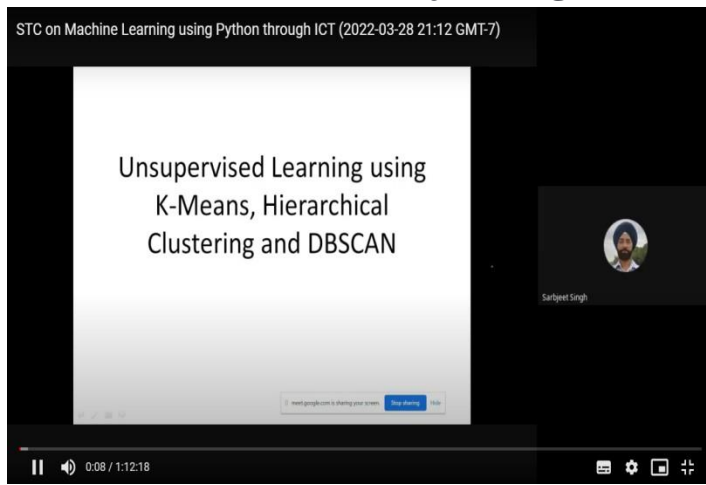 STC on Machine Learning using Python through ICT (2022-03-28 21:12 GMT-7)
Unsupervised Learning using
K-Means, Hierarchical
Clustering and DBSCAN
Sarbjeet Singh
meet.google.com is sharing your screen. Stop sharing Hide
0:08 / 1:12:18